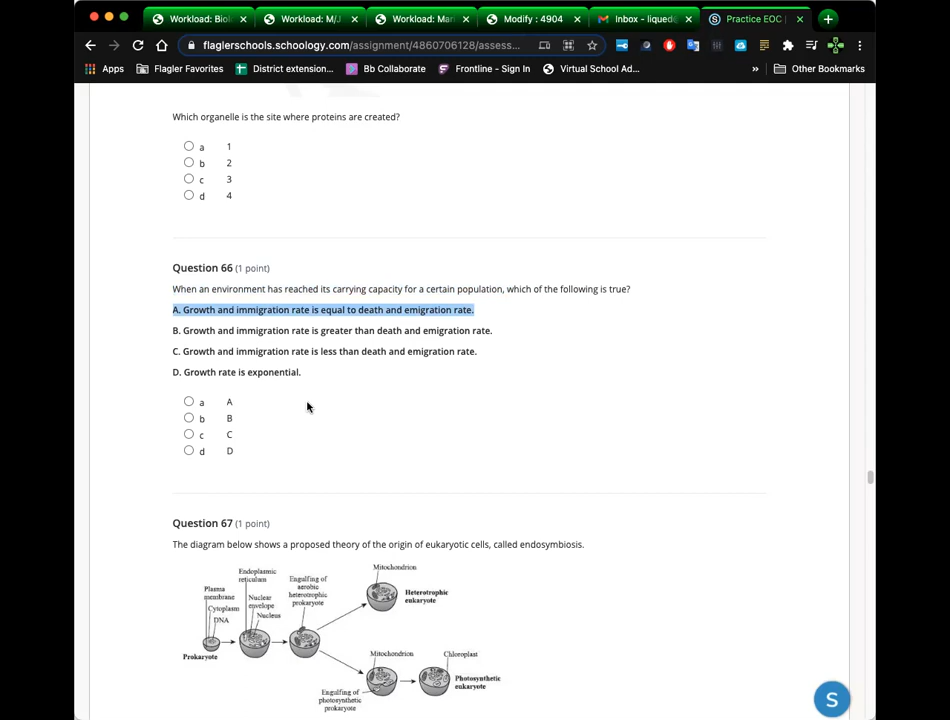 Workload: Biol
Workload: M/J
Workload: Mari
Modify : 4904
Inbox - liqued
Practice EOC
flaglerschools.schoology.com/assignment/4860706128/assess...
Apps
Flagler Favorites
District extension...
Bb Collaborate
Frontline - Sign In
Virtual School Ad...
»
Other Bookmarks
Which organelle is the site where proteins are created?
a 1
b 2
c 3
d 4
Question 66 (1 point)
When an environment has reached its carrying capacity for a certain population, which of the following is true?
A. Growth and immigration rate is equal to death and emigration rate.
B. Growth and immigration rate is greater than death and emigration rate.
C. Growth and immigration rate is less than death and emigration rate.
D. Growth rate is exponential.
a A
b B
c C
d D
Question 67 (1 point)
The diagram below shows a proposed theory of the origin of eukaryotic cells, called endosymbiosis.
Plasma
membrane
Cytoplasm
DNA
Prokaryote
Endoplasmic
reticulum
Nuclear
envelope
Nucleus
Engulfing of
aerobic
heterotrophic
prokaryote
Mitochondrion
Heterotrophic
eukaryote
Mitochondrion
Chloroplast
Photosynthetic
eukaryote
Engulfing of
photosynthetic
prokaryote
S